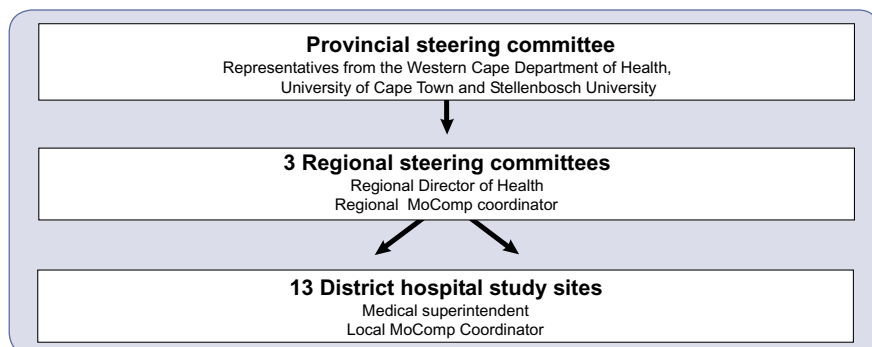 Provincial steering committee
Representatives from the Western Cape Department of Health,
University of Cape Town and Stellenbosch University
3 Regional steering committees
Regional Director of Health
Regional MoComp coordinator
13 District hospital study sites
Medical superintendent
Local MoComp Coordinator